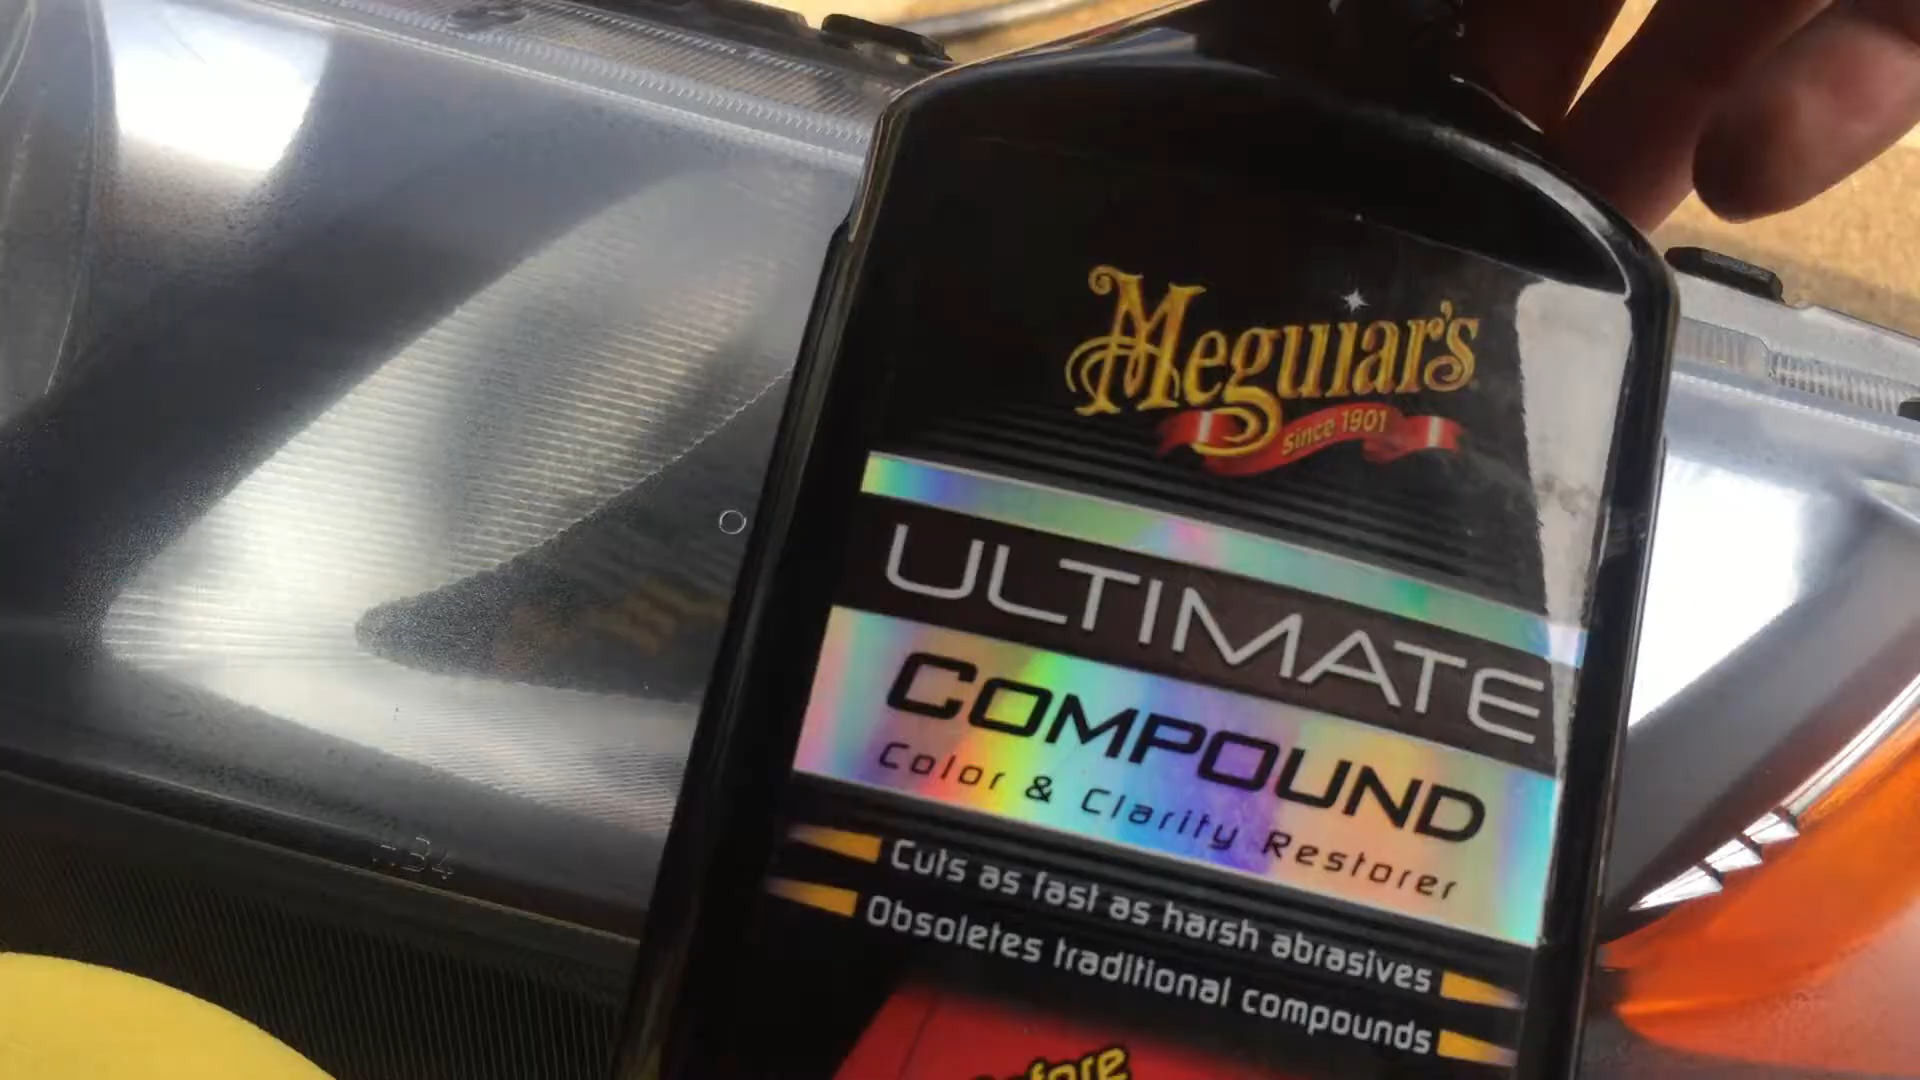 Meguiar's
since 1901
ULTIMATE
COMPOUND
Color & Clarity Restorer
Cuts as fast as harsh abrasives
Obsoletes traditional compounds